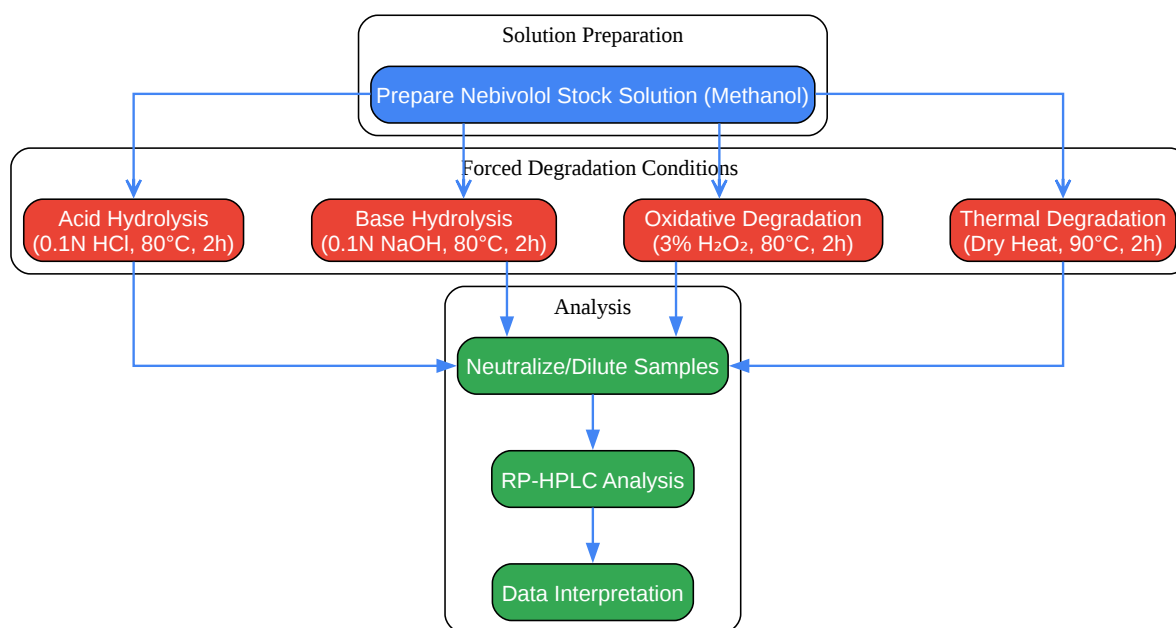 Solution Preparation
Prepare Nebivolol Stock Solution (Methanol)
Forced Degradation Conditions
Acid Hydrolysis
(0.1N HCl, 80°C, 2h)
Base Hydrolysis
(0.1N NaOH, 80°C, 2h)
Oxidative Degradation
(3% H₂O₂, 80°C, 2h)
Thermal Degradation
(Dry Heat, 90°C, 2h)
Analysis
Neutralize/Dilute Samples
RP-HPLC Analysis
Data Interpretation